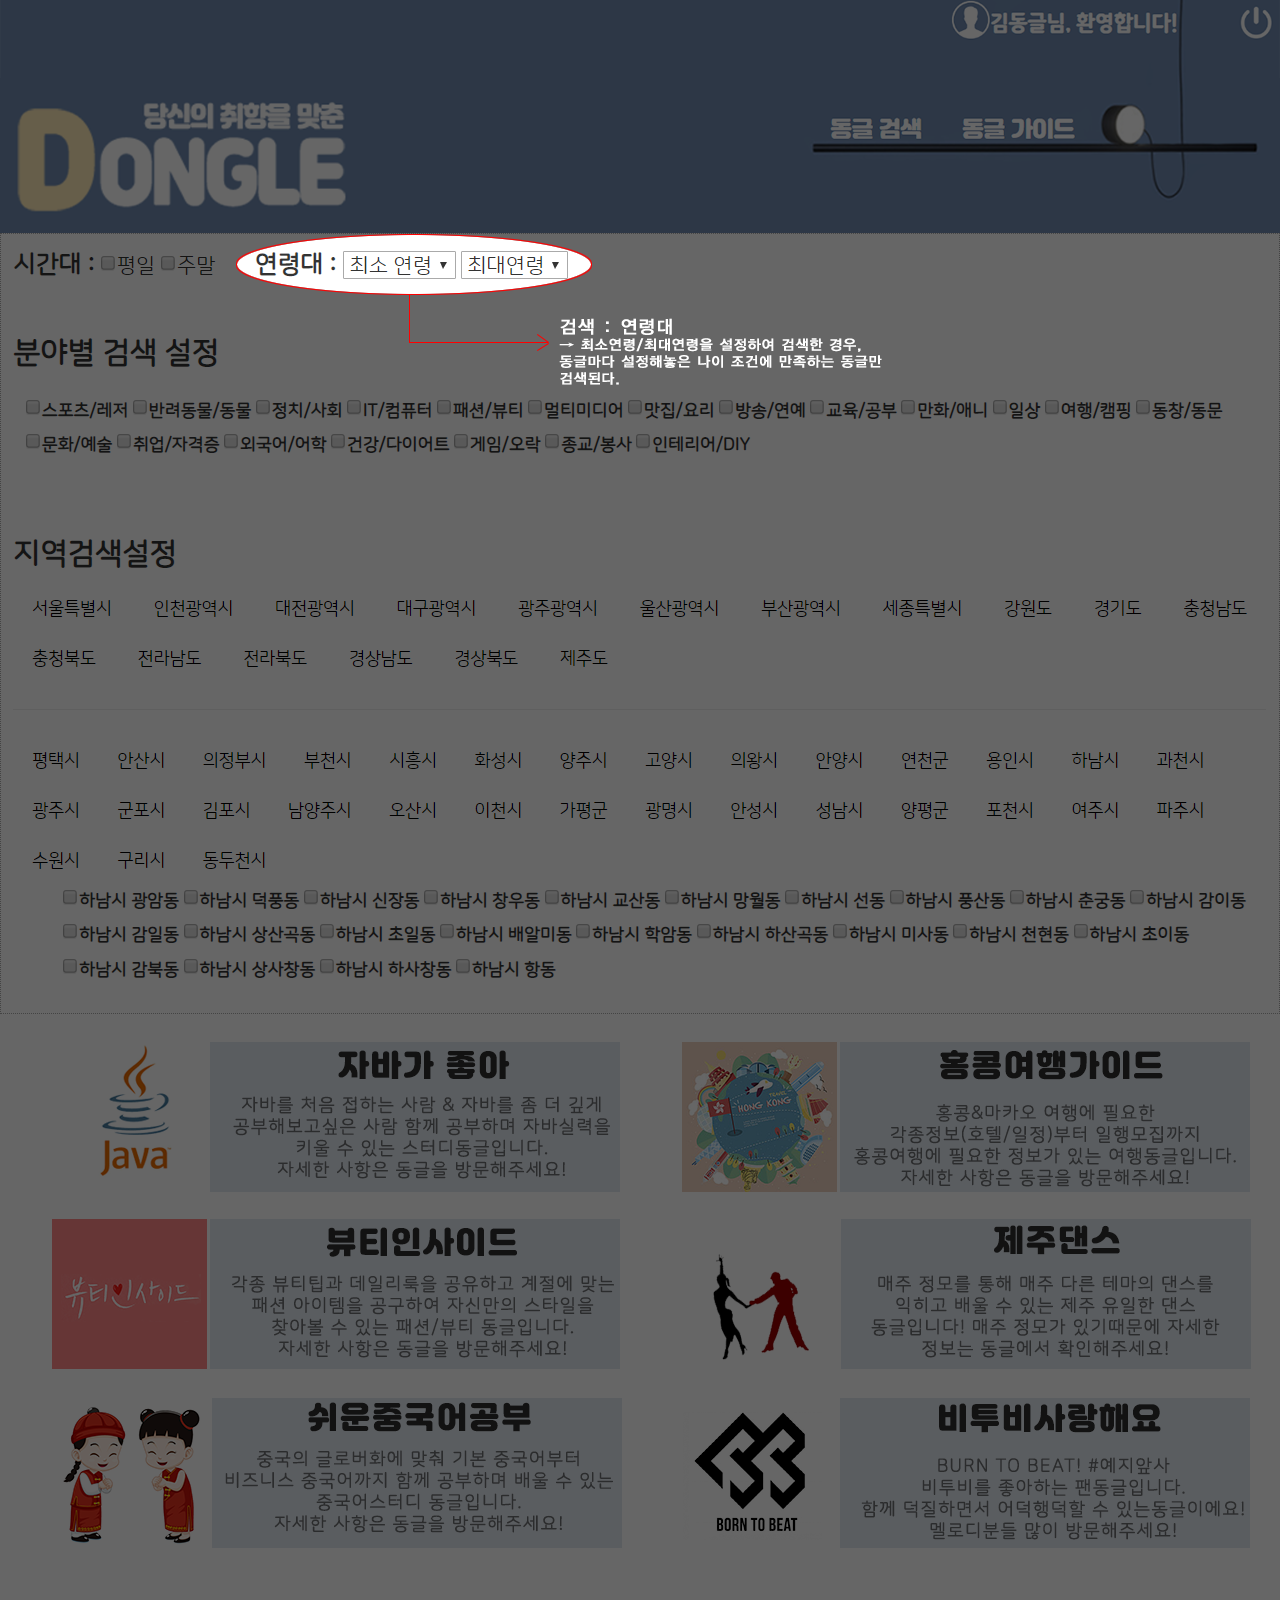 김동글님, 환영합니다!
당신의 취향을 맞춘
DONGLE
동글 검색 동글 가이드
시간대 : 평일 주말 연령대 : 최소 연령 최대연령
검색 : 연령대
→ 최소연령/최대연령을 설정하여 검색한 경우,
동글마다 설정해놓은 나이 조건에 만족하는 동글만
검색된다.
분야별 검색 설정
스포츠/레저 반려동물/동물 정치/사회 IT/컴퓨터 패션/뷰티 멀티미디어 맛집/요리 방송/연예 교육/공부 만화/애니 일상 여행/캠핑 동창/동문
문화/예술 취업/자격증 외국어/어학 건강/다이어트 게임/오락 종교/봉사 인테리어/DIY
지역검색설정
서울특별시 인천광역시 대전광역시 대구광역시 광주광역시 울산광역시 부산광역시 세종특별시 강원도 경기도 충청남도
충청북도 전라남도 전라북도 경상남도 경상북도 제주도
평택시 안산시 의정부시 부천시 시흥시 화성시 양주시 고양시 의왕시 안양시 연천군 용인시 하남시 과천시
광주시 군포시 김포시 남양주시 오산시 이천시 가평군 광명시 안성시 성남시 양평군 포천시 여주시 파주시
수원시 구리시 동두천시
하남시 광암동 하남시 덕풍동 하남시 신장동 하남시 창우동 하남시 교산동 하남시 망월동 하남시 선동 하남시 풍산동 하남시 춘궁동 하남시 감이동
하남시 감일동 하남시 상산곡동 하남시 초일동 하남시 배알미동 하남시 학암동 하남시 하산곡동 하남시 미사동 하남시 천현동 하남시 초이동
하남시 감북동 하남시 상사창동 하남시 하사창동 하남시 항동
Java
자바가 좋아
자바를 처음 접하는 사람 & 자바를 좀 더 깊게
공부해보고싶은 사람 함께 공부하며 자바실력을
키울 수 있는 스터디동글입니다.
자세한 사항은 동글을 방문해주세요!
TRAVEL
HONG KONG
홍콩여행가이드
홍콩&마카오 여행에 필요한
각종정보(호텔/일정)부터 일행모집까지
홍콩여행에 필요한 정보가 있는 여행동글입니다.
자세한 사항은 동글을 방문해주세요!
뷰티인사이드
뷰티인사이드
각종 뷰티팁과 데일리룩을 공유하고 계절에 맞는
패션 아이템을 공구하여 자신만의 스타일을
찾아볼 수 있는 패션/뷰티 동글입니다.
자세한 사항은 동글을 방문해주세요!
제주댄스
매주 정모를 통해 매주 다른 테마의 댄스를
익히고 배울 수 있는 제주 유일한 댄스
동글입니다! 매주 정모가 있기때문에 자세한
정보는 동글에서 확인해주세요!
쉬운중국어공부
중국의 글로버화에 맞춰 기본 중국어부터
비즈니스 중국어까지 함께 공부하며 배울 수 있는
중국어스터디 동글입니다.
자세한 사항은 동글을 방문해주세요!
BORN TO BEAT
비투비사랑해요
BURN TO BEAT! #예지앞사
비투비를 좋아하는 팬동글입니다.
함께 덕질하면서 어덕행덕할 수 있는동글이에요!
멜로디분들 많이 방문해주세요!